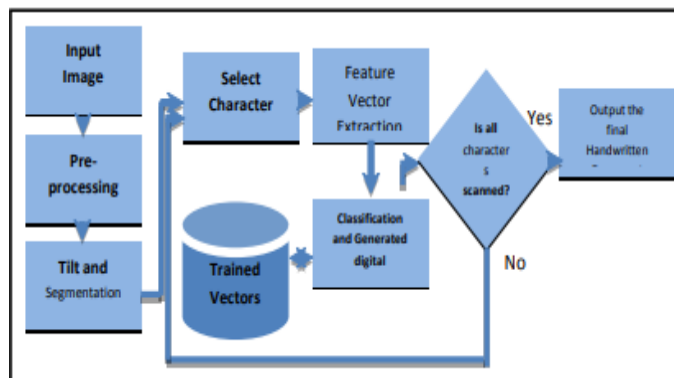 Input
Image
Pre-
processing
Tilt and
Segmentation
Select
Character
Feature
Vector
Extraction
Classification
and Generated
digital
Trained
Vectors
Is all
character
s
scanned?
Yes
No
Output the
final
Handwritten